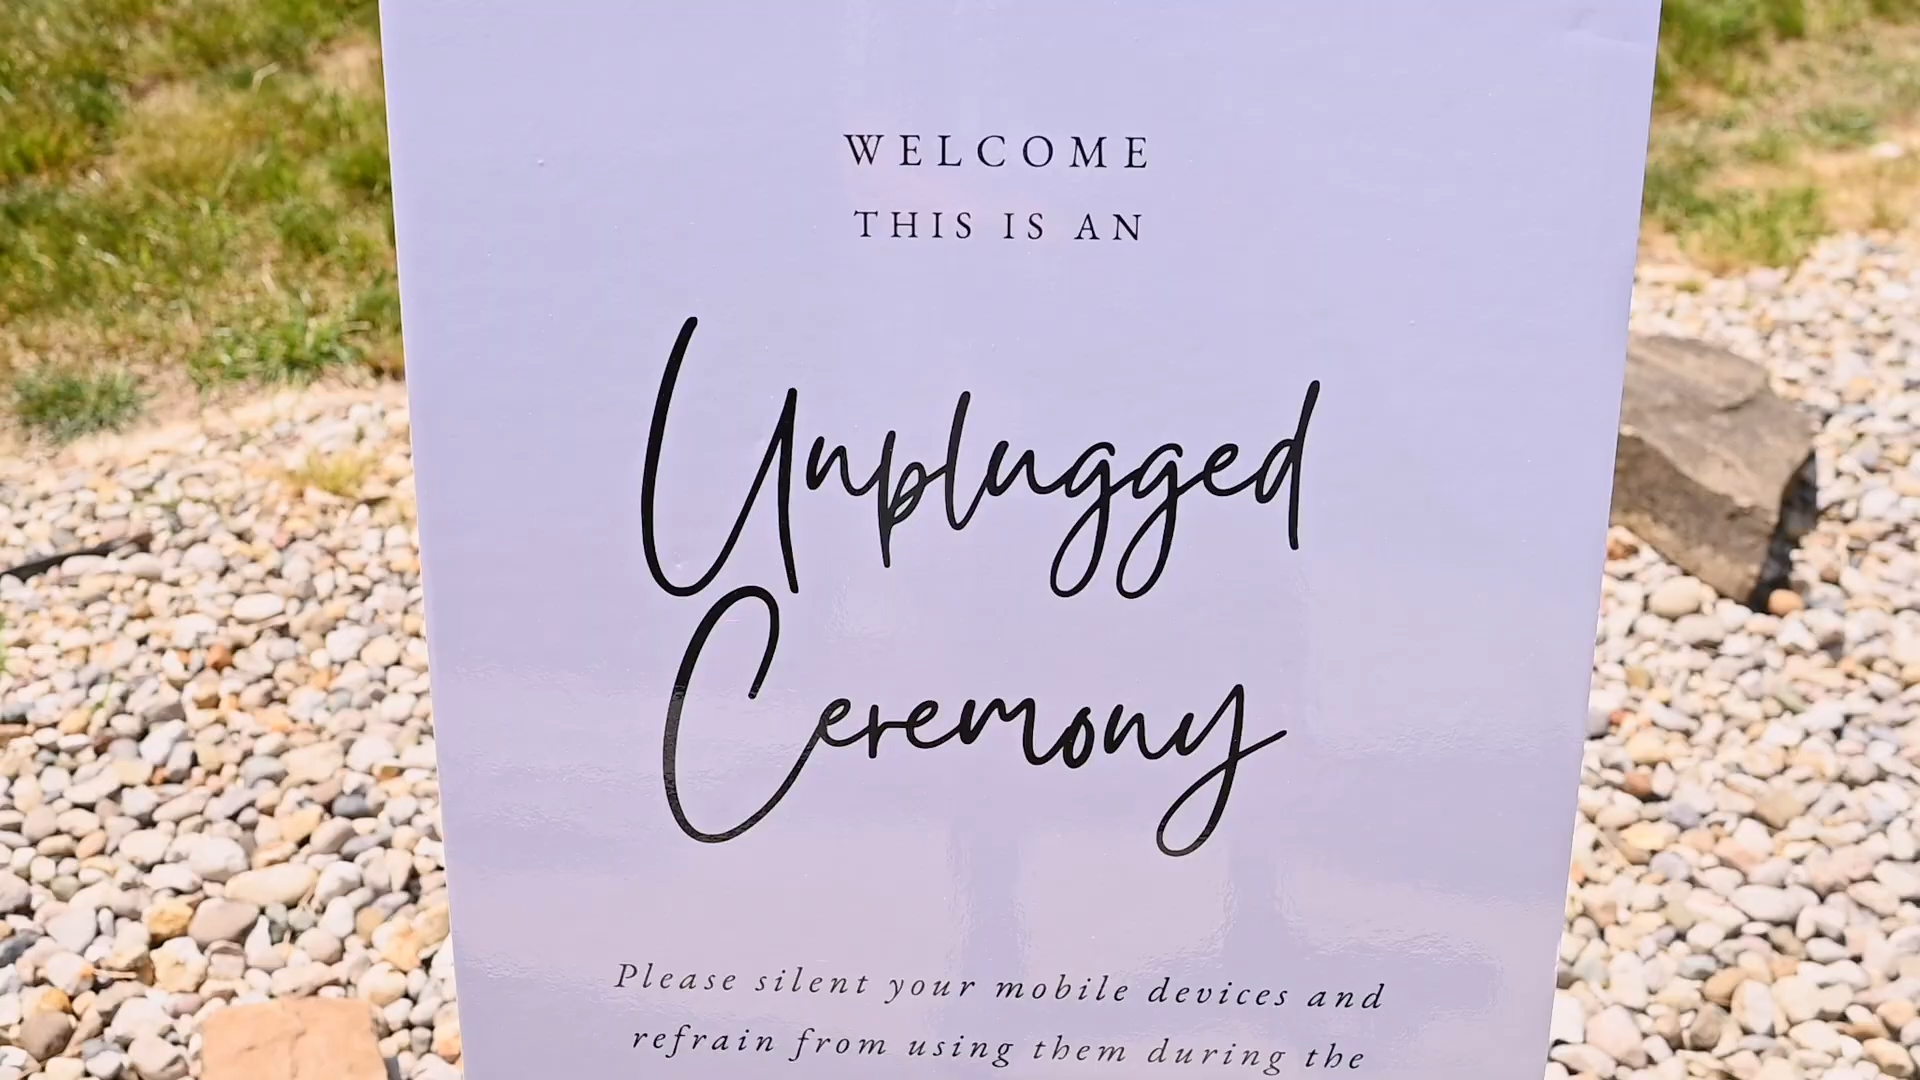 WELCOME
THIS IS AN
Unplugged
Ceremony
Please silent your mobile devices and
refrain from using them during the